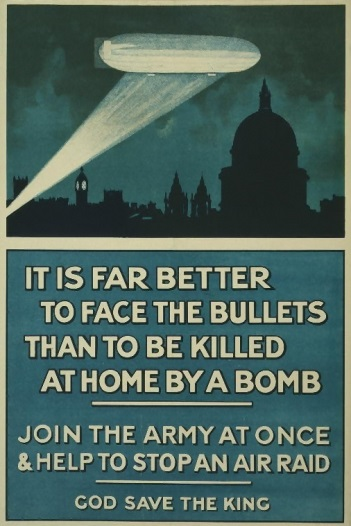 IT IS FAR BETTER
TO FACE THE BULLETS
THAN TO BE KILLED
AT HOME BY A BOMB
JOIN THE ARMY AT ONCE
& HELP TO STOP AN AIR RAID
GOD SAVE THE KING